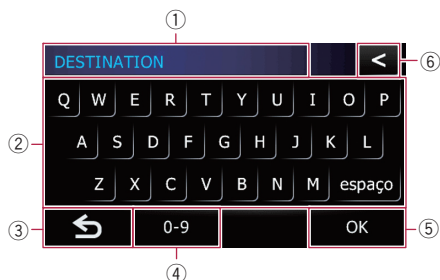 ①
DESTINATION < ⑥
Q W E R T Y U I O P
② A S D F G H J K L
Z X C V B N M espaço
③ 0-9 OK ⑤
④